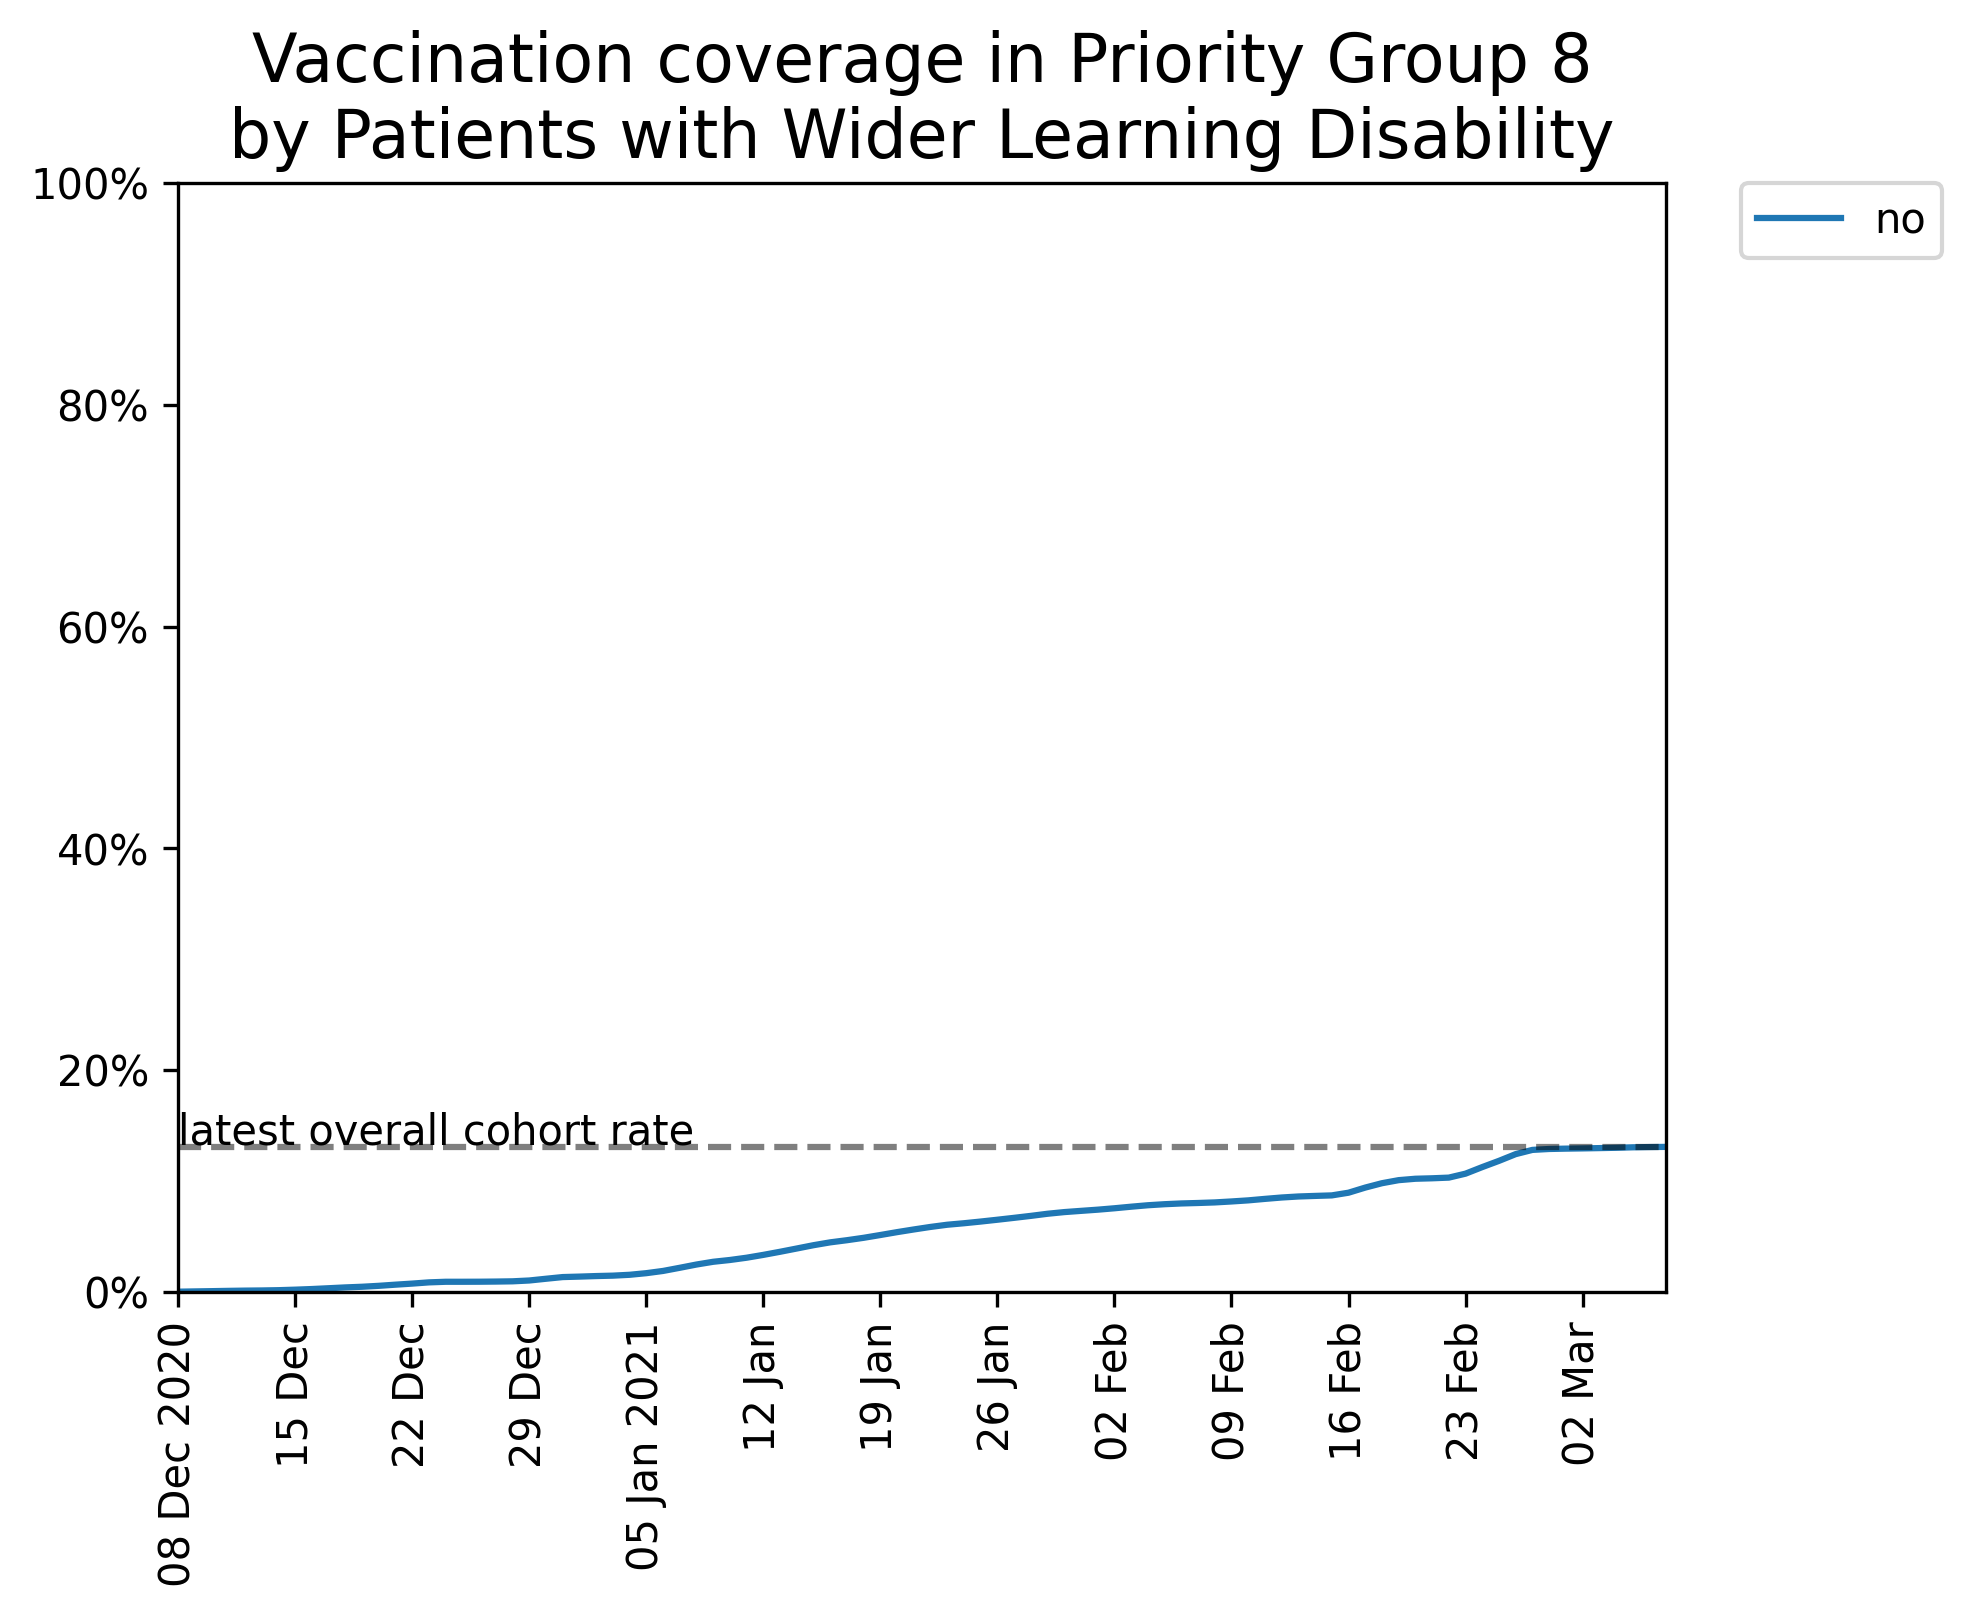 Vaccination coverage in Priority Group 8
by Patients with Wider Learning Disability
100%
80%
60%
40%
20%
0%
no
latest overall cohort rate
08 Dec 2020
15 Dec
22 Dec
29 Dec
05 Jan 2021
12 Jan
19 Jan
26 Jan
02 Feb
09 Feb
16 Feb
23 Feb
02 Mar